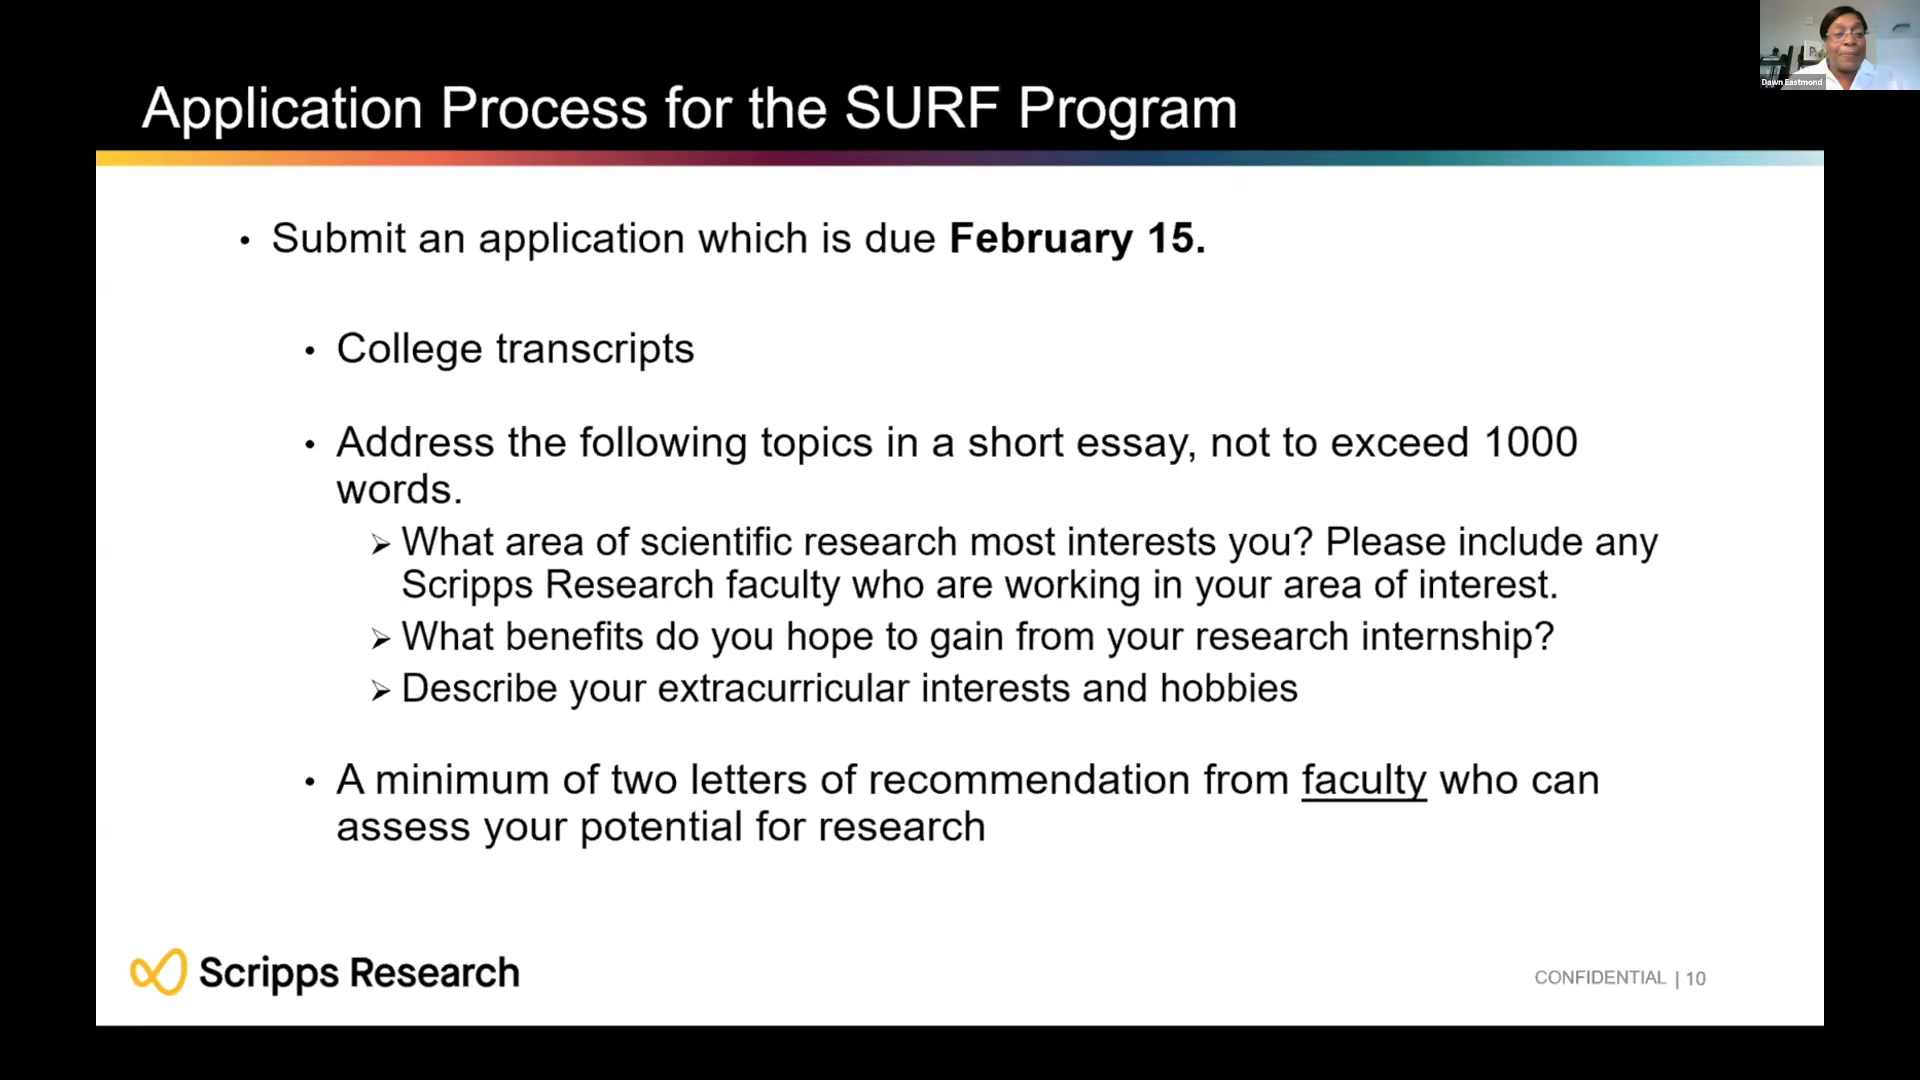 Dawn Eastmond
Application Process for the SURF Program
• Submit an application which is due February 15.
• College transcripts
• Address the following topics in a short essay, not to exceed 1000
words.
➢ What area of scientific research most interests you? Please include any
Scripps Research faculty who are working in your area of interest.
➢ What benefits do you hope to gain from your research internship?
➢ Describe your extracurricular interests and hobbies
• A minimum of two letters of recommendation from faculty who can
assess your potential for research
Scripps Research
CONFIDENTIAL | 10